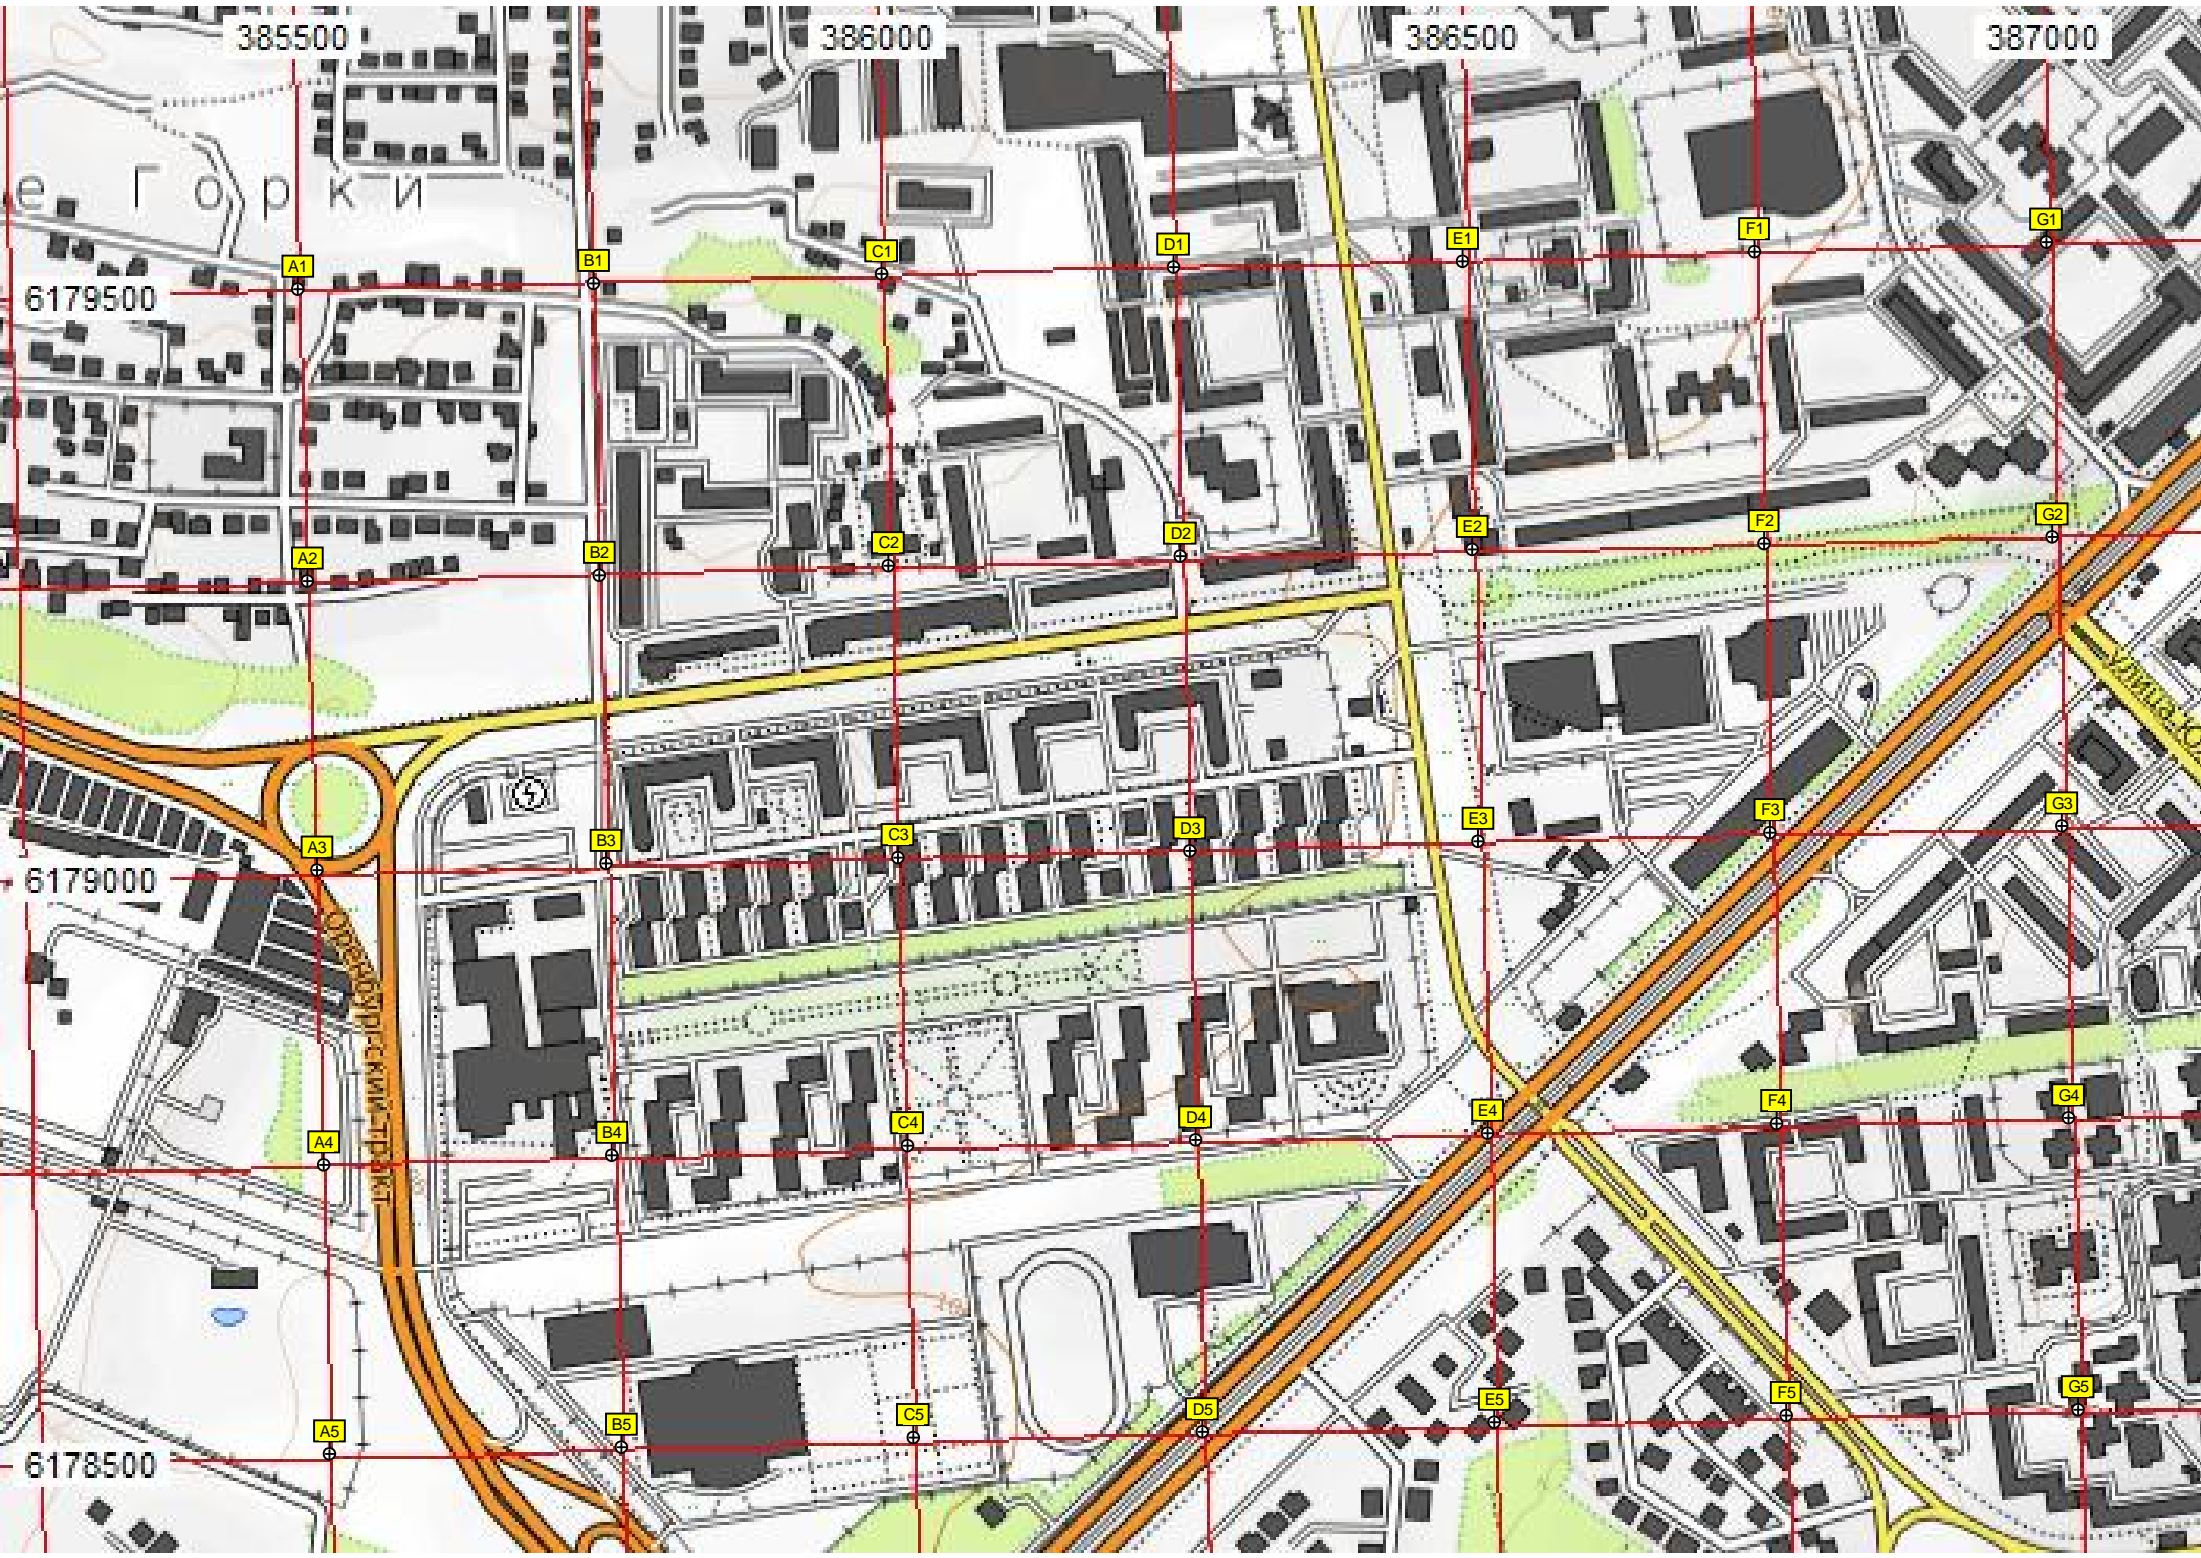 385500 386000 386500 387000
е Горки
A1 B1 C1 D1 E1 F1 G1
6179500
A2 B2 C2 D2 E2 F2 G2
A3 B3 C3 D3 E3 F3 G3
6179000
Оренбургский тракт
A4 B4 C4 D4 E4 F4 G4
A5 B5 C5 D5 E5 F5 G5
6178500